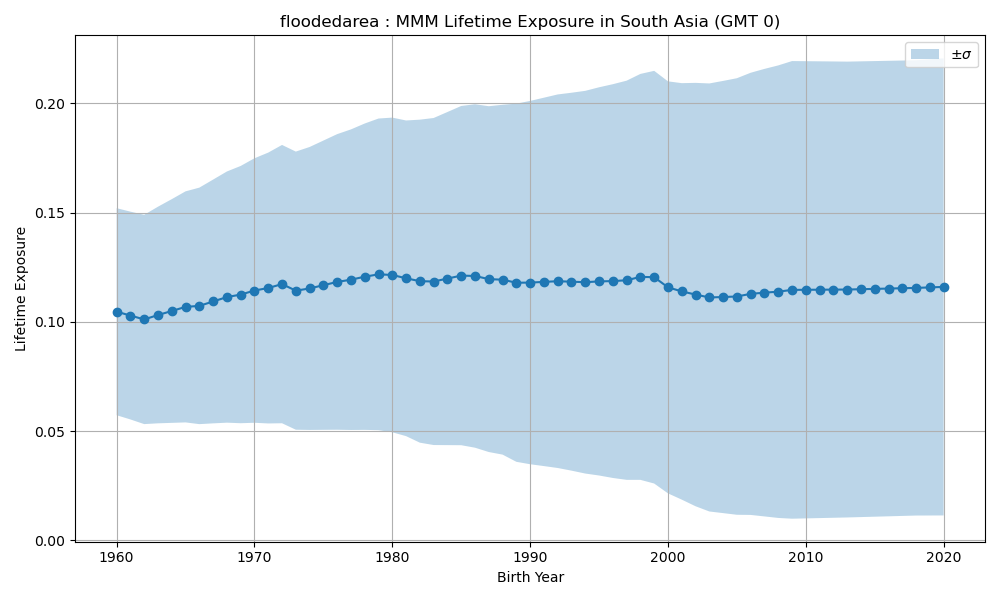 floodedarea : MMM Lifetime Exposure in South Asia (GMT 0)
±σ
Lifetime Exposure
0.20
0.15
0.10
0.05
0.00
1960 1970 1980 1990 2000 2010 2020
Birth Year